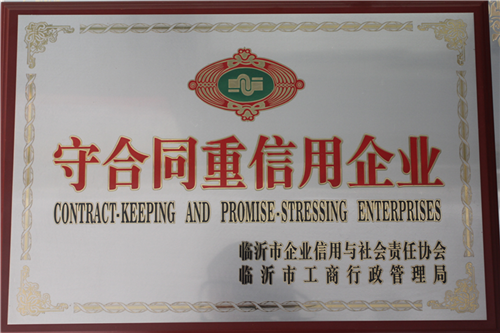 守合同重信用企业
CONTRACT-KEEPING AND PROMISE-STRESSING ENTERPRISES
临沂市企业信用与社会责任协会
临沂市工商行政管理局